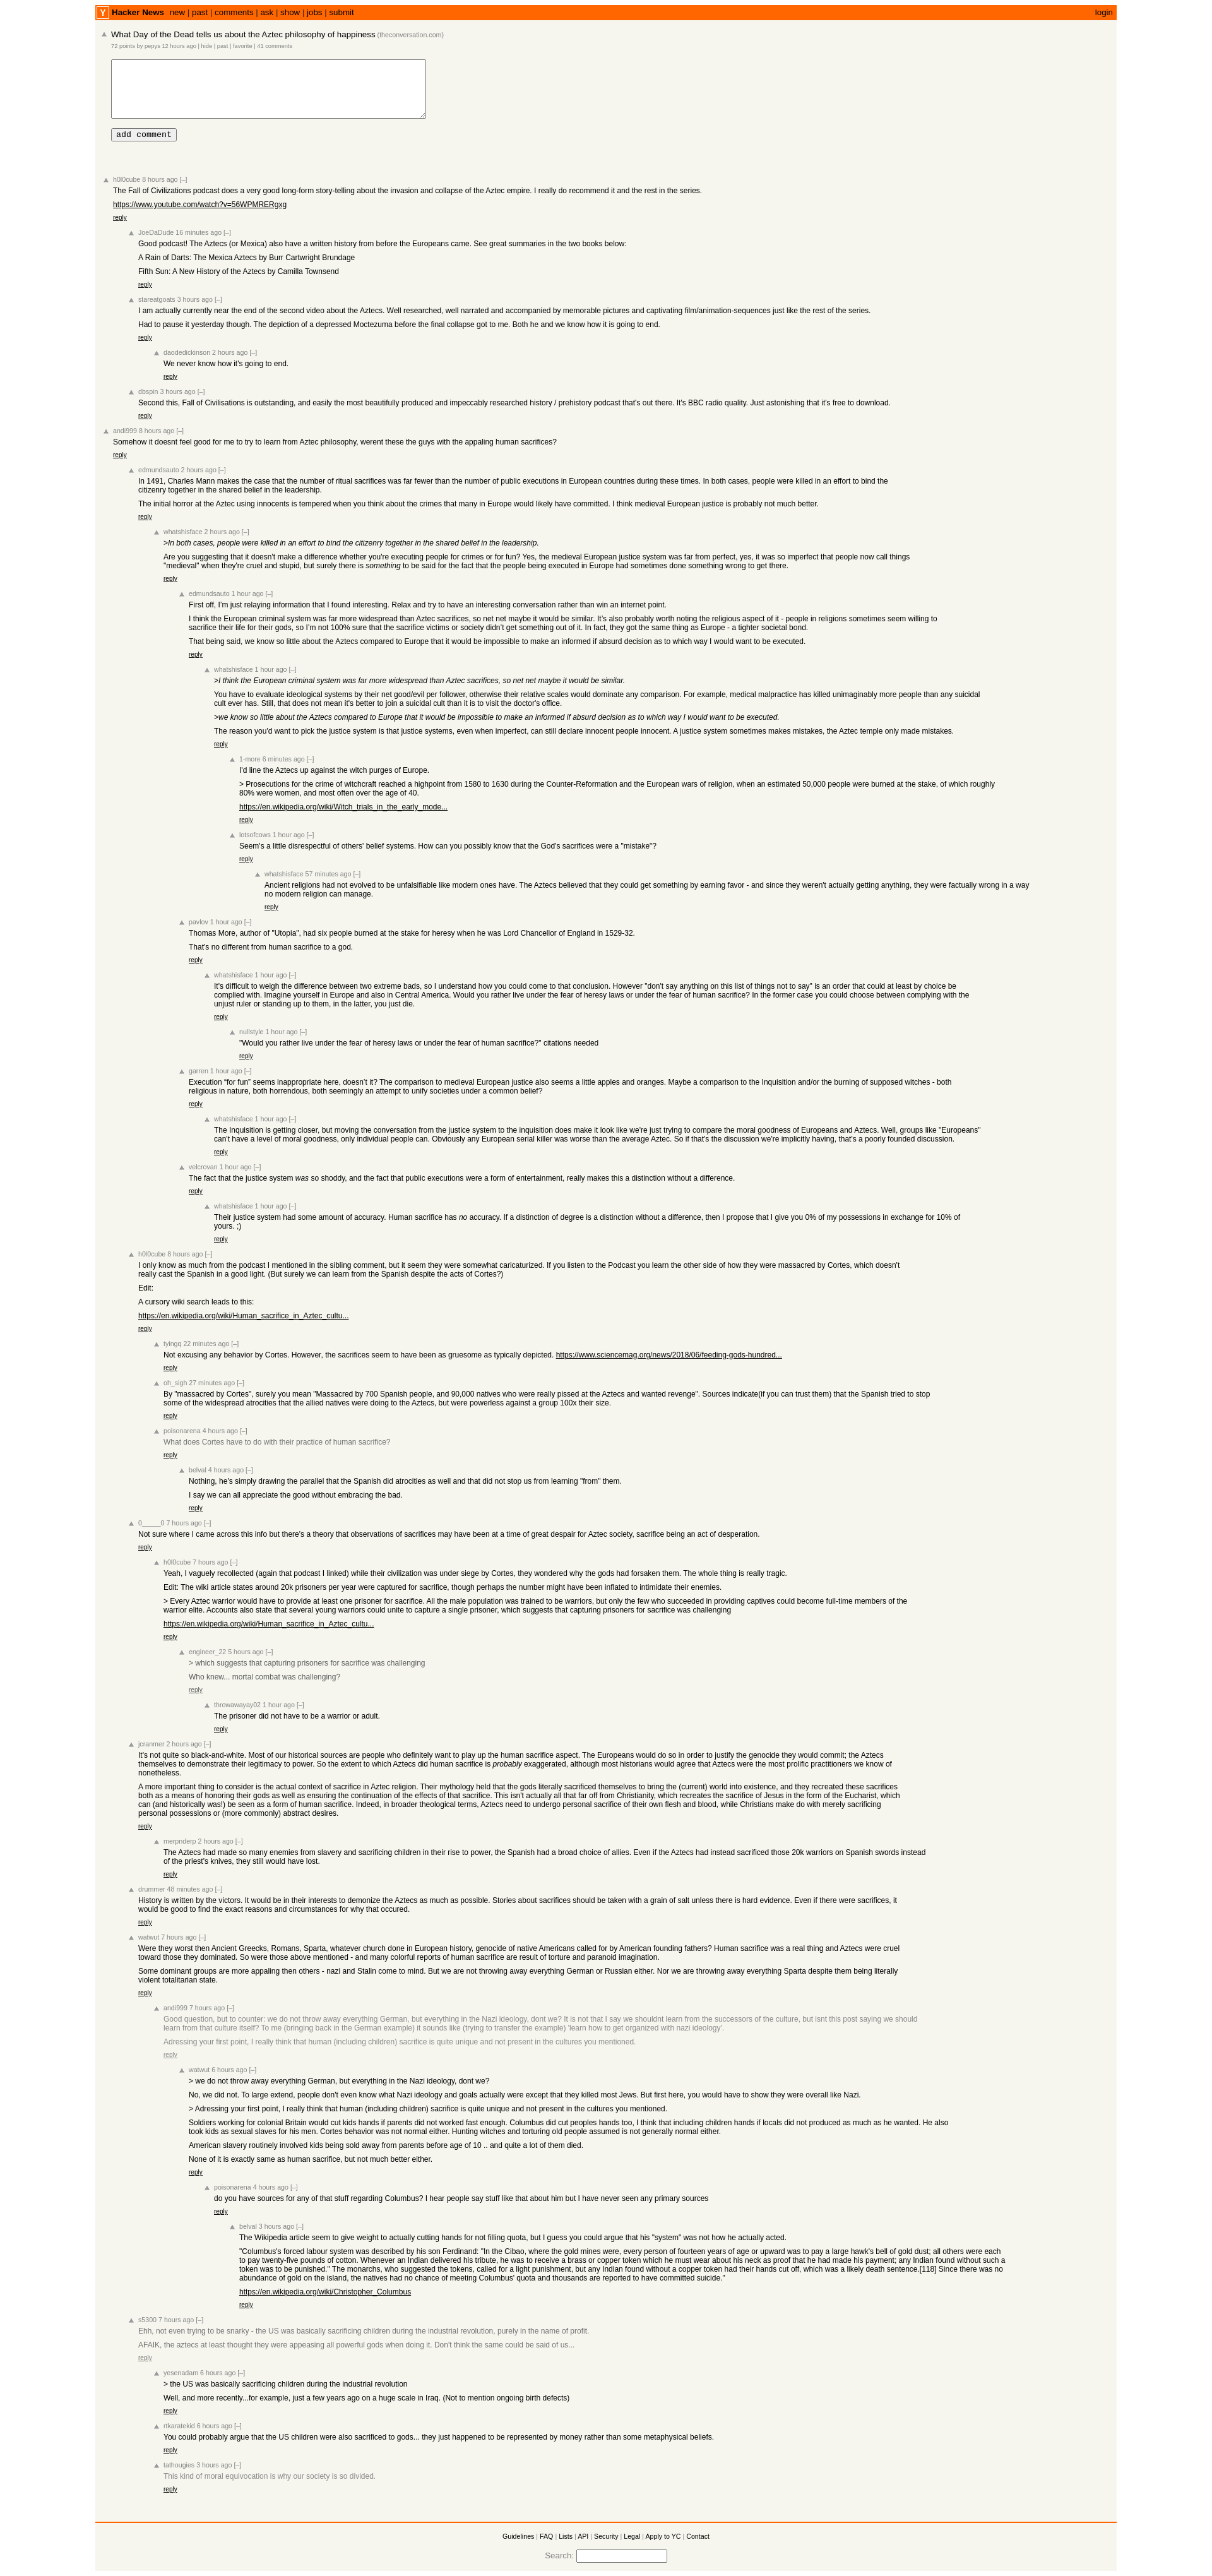 Y Hacker News new | past | comments | ask | show | jobs | submit login
What Day of the Dead tells us about the Aztec philosophy of happiness (theconversation.com)
72 points by pepys 12 hours ago | hide | past | favorite | 41 comments
add comment
h0l0cube 8 hours ago [–]
The Fall of Civilizations podcast does a very good long-form story-telling about the invasion and collapse of the Aztec empire. I really do recommend it and the rest in the series.
https://www.youtube.com/watch?v=56WPMRERgxg
reply
JoeDaDude 16 minutes ago [–]
Good podcast! The Aztecs (or Mexica) also have a written history from before the Europeans came. See great summaries in the two books below:
A Rain of Darts: The Mexica Aztecs by Burr Cartwright Brundage
Fifth Sun: A New History of the Aztecs by Camilla Townsend
reply
stareatgoats 3 hours ago [–]
I am actually currently near the end of the second video about the Aztecs. Well researched, well narrated and accompanied by memorable pictures and captivating film/animation-sequences just like the rest of the series.
Had to pause it yesterday though. The depiction of a depressed Moctezuma before the final collapse got to me. Both he and we know how it is going to end.
reply
daodedickinson 2 hours ago [–]
We never know how it's going to end.
reply
dbspin 3 hours ago [–]
Second this, Fall of Civilisations is outstanding, and easily the most beautifully produced and impeccably researched history / prehistory podcast that's out there. It's BBC radio quality. Just astonishing that it's free to download.
reply
andi999 8 hours ago [–]
Somehow it doesnt feel good for me to try to learn from Aztec philosophy, werent these the guys with the appaling human sacrifices?
reply
edmundsauto 2 hours ago [–]
In 1491, Charles Mann makes the case that the number of ritual sacrifices was far fewer than the number of public executions in European countries during these times. In both cases, people were killed in an effort to bind the
citizenry together in the shared belief in the leadership.
The initial horror at the Aztec using innocents is tempered when you think about the crimes that many in Europe would likely have committed. I think medieval European justice is probably not much better.
reply
whatshisface 2 hours ago [–]
>In both cases, people were killed in an effort to bind the citizenry together in the shared belief in the leadership.
Are you suggesting that it doesn't make a difference whether you're executing people for crimes or for fun? Yes, the medieval European justice system was far from perfect, yes, it was so imperfect that people now call things
"medieval" when they're cruel and stupid, but surely there is something to be said for the fact that the people being executed in Europe had sometimes done something wrong to get there.
reply
edmundsauto 1 hour ago [–]
First off, I'm just relaying information that I found interesting. Relax and try to have an interesting conversation rather than win an internet point.
I think the European criminal system was far more widespread than Aztec sacrifices, so net net maybe it would be similar. It's also probably worth noting the religious aspect of it - people in religions sometimes seem willing to
sacrifice their life for their gods, so I'm not 100% sure that the sacrifice victims or society didn't get something out of it. In fact, they got the same thing as Europe - a tighter societal bond.
That being said, we know so little about the Aztecs compared to Europe that it would be impossible to make an informed if absurd decision as to which way I would want to be executed.
reply
whatshisface 1 hour ago [–]
>I think the European criminal system was far more widespread than Aztec sacrifices, so net net maybe it would be similar.
You have to evaluate ideological systems by their net good/evil per follower, otherwise their relative scales would dominate any comparison. For example, medical malpractice has killed unimaginably more people than any suicidal
cult ever has. Still, that does not mean it's better to join a suicidal cult than it is to visit the doctor's office.
>we know so little about the Aztecs compared to Europe that it would be impossible to make an informed if absurd decision as to which way I would want to be executed.
The reason you'd want to pick the justice system is that justice systems, even when imperfect, can still declare innocent people innocent. A justice system sometimes makes mistakes, the Aztec temple only made mistakes.
reply
1-more 6 minutes ago [–]
I'd line the Aztecs up against the witch purges of Europe.
> Prosecutions for the crime of witchcraft reached a highpoint from 1580 to 1630 during the Counter-Reformation and the European wars of religion, when an estimated 50,000 people were burned at the stake, of which roughly
80% were women, and most often over the age of 40.
https://en.wikipedia.org/wiki/Witch_trials_in_the_early_mode...
reply
lotsofcows 1 hour ago [–]
Seem's a little disrespectful of others' belief systems. How can you possibly know that the God's sacrifices were a "mistake"?
reply
whatshisface 57 minutes ago [–]
Ancient religions had not evolved to be unfalsifiable like modern ones have. The Aztecs believed that they could get something by earning favor - and since they weren't actually getting anything, they were factually wrong in a way
no modern religion can manage.
reply
pavlov 1 hour ago [–]
Thomas More, author of "Utopia", had six people burned at the stake for heresy when he was Lord Chancellor of England in 1529-32.
That's no different from human sacrifice to a god.
reply
whatshisface 1 hour ago [–]
It's difficult to weigh the difference between two extreme bads, so I understand how you could come to that conclusion. However "don't say anything on this list of things not to say" is an order that could at least by choice be
complied with. Imagine yourself in Europe and also in Central America. Would you rather live under the fear of heresy laws or under the fear of human sacrifice? In the former case you could choose between complying with the
unjust ruler or standing up to them, in the latter, you just die.
reply
nullstyle 1 hour ago [–]
"Would you rather live under the fear of heresy laws or under the fear of human sacrifice?" citations needed
reply
garren 1 hour ago [–]
Execution “for fun” seems inappropriate here, doesn’t it? The comparison to medieval European justice also seems a little apples and oranges. Maybe a comparison to the Inquisition and/or the burning of supposed witches - both
religious in nature, both horrendous, both seemingly an attempt to unify societies under a common belief?
reply
whatshisface 1 hour ago [–]
The Inquisition is getting closer, but moving the conversation from the justice system to the inquisition does make it look like we're just trying to compare the moral goodness of Europeans and Aztecs. Well, groups like "Europeans"
can't have a level of moral goodness, only individual people can. Obviously any European serial killer was worse than the average Aztec. So if that's the discussion we're implicitly having, that's a poorly founded discussion.
reply
velcrovan 1 hour ago [–]
The fact that the justice system was so shoddy, and the fact that public executions were a form of entertainment, really makes this a distinction without a difference.
reply
whatshisface 1 hour ago [–]
Their justice system had some amount of accuracy. Human sacrifice has no accuracy. If a distinction of degree is a distinction without a difference, then I propose that I give you 0% of my possessions in exchange for 10% of
yours. ;)
reply
h0l0cube 8 hours ago [–]
I only know as much from the podcast I mentioned in the sibling comment, but it seem they were somewhat caricaturized. If you listen to the Podcast you learn the other side of how they were massacred by Cortes, which doesn't
really cast the Spanish in a good light. (But surely we can learn from the Spanish despite the acts of Cortes?)
Edit:
A cursory wiki search leads to this:
https://en.wikipedia.org/wiki/Human_sacrifice_in_Aztec_cultu...
reply
tyingq 22 minutes ago [–]
Not excusing any behavior by Cortes. However, the sacrifices seem to have been as gruesome as typically depicted. https://www.sciencemag.org/news/2018/06/feeding-gods-hundred...
reply
oh_sigh 27 minutes ago [–]
By "massacred by Cortes", surely you mean "Massacred by 700 Spanish people, and 90,000 natives who were really pissed at the Aztecs and wanted revenge". Sources indicate(if you can trust them) that the Spanish tried to stop
some of the widespread atrocities that the allied natives were doing to the Aztecs, but were powerless against a group 100x their size.
reply
poisonarena 4 hours ago [–]
What does Cortes have to do with their practice of human sacrifice?
reply
belval 4 hours ago [–]
Nothing, he's simply drawing the parallel that the Spanish did atrocities as well and that did not stop us from learning "from" them.
I say we can all appreciate the good without embracing the bad.
reply
0_____0 7 hours ago [–]
Not sure where I came across this info but there's a theory that observations of sacrifices may have been at a time of great despair for Aztec society, sacrifice being an act of desperation.
reply
h0l0cube 7 hours ago [–]
Yeah, I vaguely recollected (again that podcast I linked) while their civilization was under siege by Cortes, they wondered why the gods had forsaken them. The whole thing is really tragic.
Edit: The wiki article states around 20k prisoners per year were captured for sacrifice, though perhaps the number might have been inflated to intimidate their enemies.
> Every Aztec warrior would have to provide at least one prisoner for sacrifice. All the male population was trained to be warriors, but only the few who succeeded in providing captives could become full-time members of the
warrior elite. Accounts also state that several young warriors could unite to capture a single prisoner, which suggests that capturing prisoners for sacrifice was challenging
https://en.wikipedia.org/wiki/Human_sacrifice_in_Aztec_cultu...
reply
engineer_22 5 hours ago [–]
> which suggests that capturing prisoners for sacrifice was challenging
Who knew... mortal combat was challenging?
reply
throwawayay02 1 hour ago [–]
The prisoner did not have to be a warrior or adult.
reply
jcranmer 2 hours ago [–]
It's not quite so black-and-white. Most of our historical sources are people who definitely want to play up the human sacrifice aspect. The Europeans would do so in order to justify the genocide they would commit; the Aztecs
themselves to demonstrate their legitimacy to power. So the extent to which Aztecs did human sacrifice is probably exaggerated, although most historians would agree that Aztecs were the most prolific practitioners we know of
nonetheless.
A more important thing to consider is the actual context of sacrifice in Aztec religion. Their mythology held that the gods literally sacrificed themselves to bring the (current) world into existence, and they recreated these sacrifices
both as a means of honoring their gods as well as ensuring the continuation of the effects of that sacrifice. This isn't actually all that far off from Christianity, which recreates the sacrifice of Jesus in the form of the Eucharist, which
can (and historically was!) be seen as a form of human sacrifice. Indeed, in broader theological terms, Aztecs need to undergo personal sacrifice of their own flesh and blood, while Christians make do with merely sacrificing
personal possessions or (more commonly) abstract desires.
reply
merpnderp 2 hours ago [–]
The Aztecs had made so many enemies from slavery and sacrificing children in their rise to power, the Spanish had a broad choice of allies. Even if the Aztecs had instead sacrificed those 20k warriors on Spanish swords instead
of the priest's knives, they still would have lost.
reply
drummer 48 minutes ago [–]
History is written by the victors. It would be in their interests to demonize the Aztecs as much as possible. Stories about sacrifices should be taken with a grain of salt unless there is hard evidence. Even if there were sacrifices, it
would be good to find the exact reasons and circumstances for why that occured.
reply
watwut 7 hours ago [–]
Were they worst then Ancient Greecks, Romans, Sparta, whatever church done in European history, genocide of native Americans called for by American founding fathers? Human sacrifice was a real thing and Aztecs were cruel
toward those they dominated. So were those above mentioned - and many colorful reports of human sacrifice are result of torture and paranoid imagination.
Some dominant groups are more appaling then others - nazi and Stalin come to mind. But we are not throwing away everything German or Russian either. Nor we are throwing away everything Sparta despite them being literally
violent totalitarian state.
reply
andi999 7 hours ago [–]
Good question, but to counter: we do not throw away everything German, but everything in the Nazi ideology, dont we? It is not that I say we shouldnt learn from the successors of the culture, but isnt this post saying we should
learn from that culture itself? To me (bringing back in the German example) it sounds like (trying to transfer the example) 'learn how to get organized with nazi ideology'.
Adressing your first point, I really think that human (including children) sacrifice is quite unique and not present in the cultures you mentioned.
reply
watwut 6 hours ago [–]
> we do not throw away everything German, but everything in the Nazi ideology, dont we?
No, we did not. To large extend, people don't even know what Nazi ideology and goals actually were except that they killed most Jews. But first here, you would have to show they were overall like Nazi.
> Adressing your first point, I really think that human (including children) sacrifice is quite unique and not present in the cultures you mentioned.
Soldiers working for colonial Britain would cut kids hands if parents did not worked fast enough. Columbus did cut peoples hands too, I think that including children hands if locals did not produced as much as he wanted. He also
took kids as sexual slaves for his men. Cortes behavior was not normal either. Hunting witches and torturing old people assumed is not generally normal either.
American slavery routinely involved kids being sold away from parents before age of 10 .. and quite a lot of them died.
None of it is exactly same as human sacrifice, but not much better either.
reply
poisonarena 4 hours ago [–]
do you have sources for any of that stuff regarding Columbus? I hear people say stuff like that about him but I have never seen any primary sources
reply
belval 3 hours ago [–]
The Wikipedia article seem to give weight to actually cutting hands for not filling quota, but I guess you could argue that his "system" was not how he actually acted.
"Columbus's forced labour system was described by his son Ferdinand: "In the Cibao, where the gold mines were, every person of fourteen years of age or upward was to pay a large hawk's bell of gold dust; all others were each
to pay twenty-five pounds of cotton. Whenever an Indian delivered his tribute, he was to receive a brass or copper token which he must wear about his neck as proof that he had made his payment; any Indian found without such a
token was to be punished." The monarchs, who suggested the tokens, called for a light punishment, but any Indian found without a copper token had their hands cut off, which was a likely death sentence.[118] Since there was no
abundance of gold on the island, the natives had no chance of meeting Columbus' quota and thousands are reported to have committed suicide."
https://en.wikipedia.org/wiki/Christopher_Columbus
reply
s5300 7 hours ago [–]
Ehh, not even trying to be snarky - the US was basically sacrificing children during the industrial revolution, purely in the name of profit.
AFAIK, the aztecs at least thought they were appeasing all powerful gods when doing it. Don't think the same could be said of us...
reply
yesenadam 6 hours ago [–]
> the US was basically sacrificing children during the industrial revolution
Well, and more recently...for example, just a few years ago on a huge scale in Iraq. (Not to mention ongoing birth defects)
reply
rtkaratekid 6 hours ago [–]
You could probably argue that the US children were also sacrificed to gods... they just happened to be represented by money rather than some metaphysical beliefs.
reply
tathougies 3 hours ago [–]
This kind of moral equivocation is why our society is so divided.
reply
Guidelines | FAQ | Lists | API | Security | Legal | Apply to YC | Contact
Search: